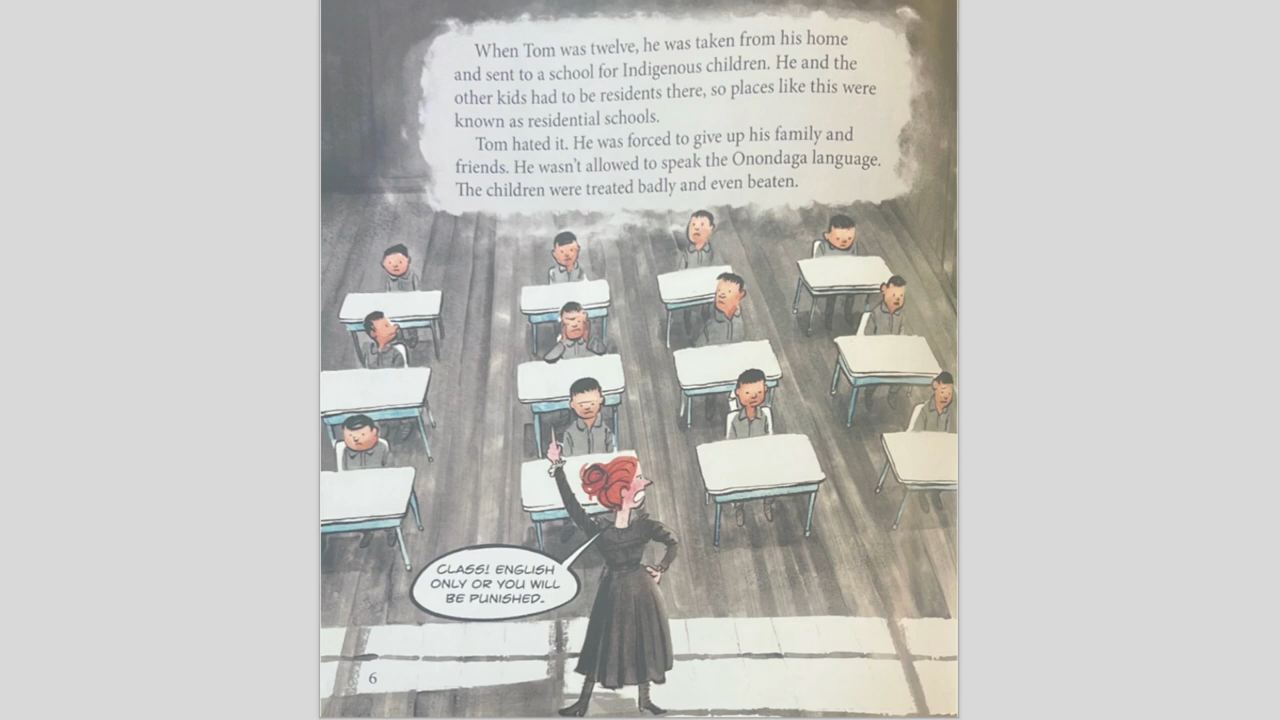 When Tom was twelve, he was taken from his home
and sent to a school for Indigenous children. He and the
other kids had to be residents there, so places like this were
known as residential schools.
Tom hated it. He was forced to give up his family and
friends. He wasn't allowed to speak the Onondaga language.
The children were treated badly and even beaten.
CLASS! ENGLISH
ONLY OR YOU WILL
BE PUNISHED.
6